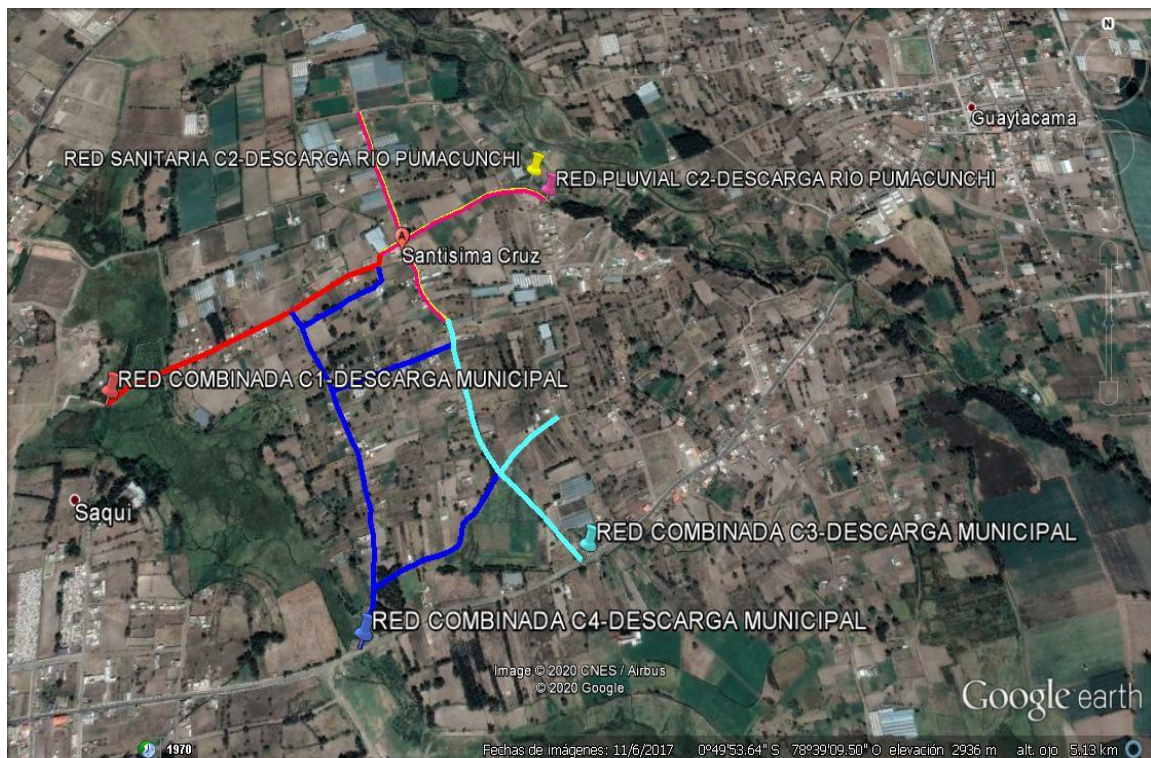 N
Guaytacama
RED SANITARIA C2-DESCARGA RIO PUMACUNCHI
RED PLUVIAL C2-DESCARGA RIO PUMACUNCHI
A
Santisima Cruz
RED COMBINADA C1-DESCARGA MUNICIPAL
Saqui
RED COMBINADA C3-DESCARGA MUNICIPAL
RED COMBINADA C4-DESCARGA MUNICIPAL
Image © 2020 CNES / Airbus
© 2020 Google
Google earth
1970
Fechas de imágenes: 11/6/2017 0°49'53.64" S 78°39'09.50" O elevación 2936 m alt. ojo 5.13 km